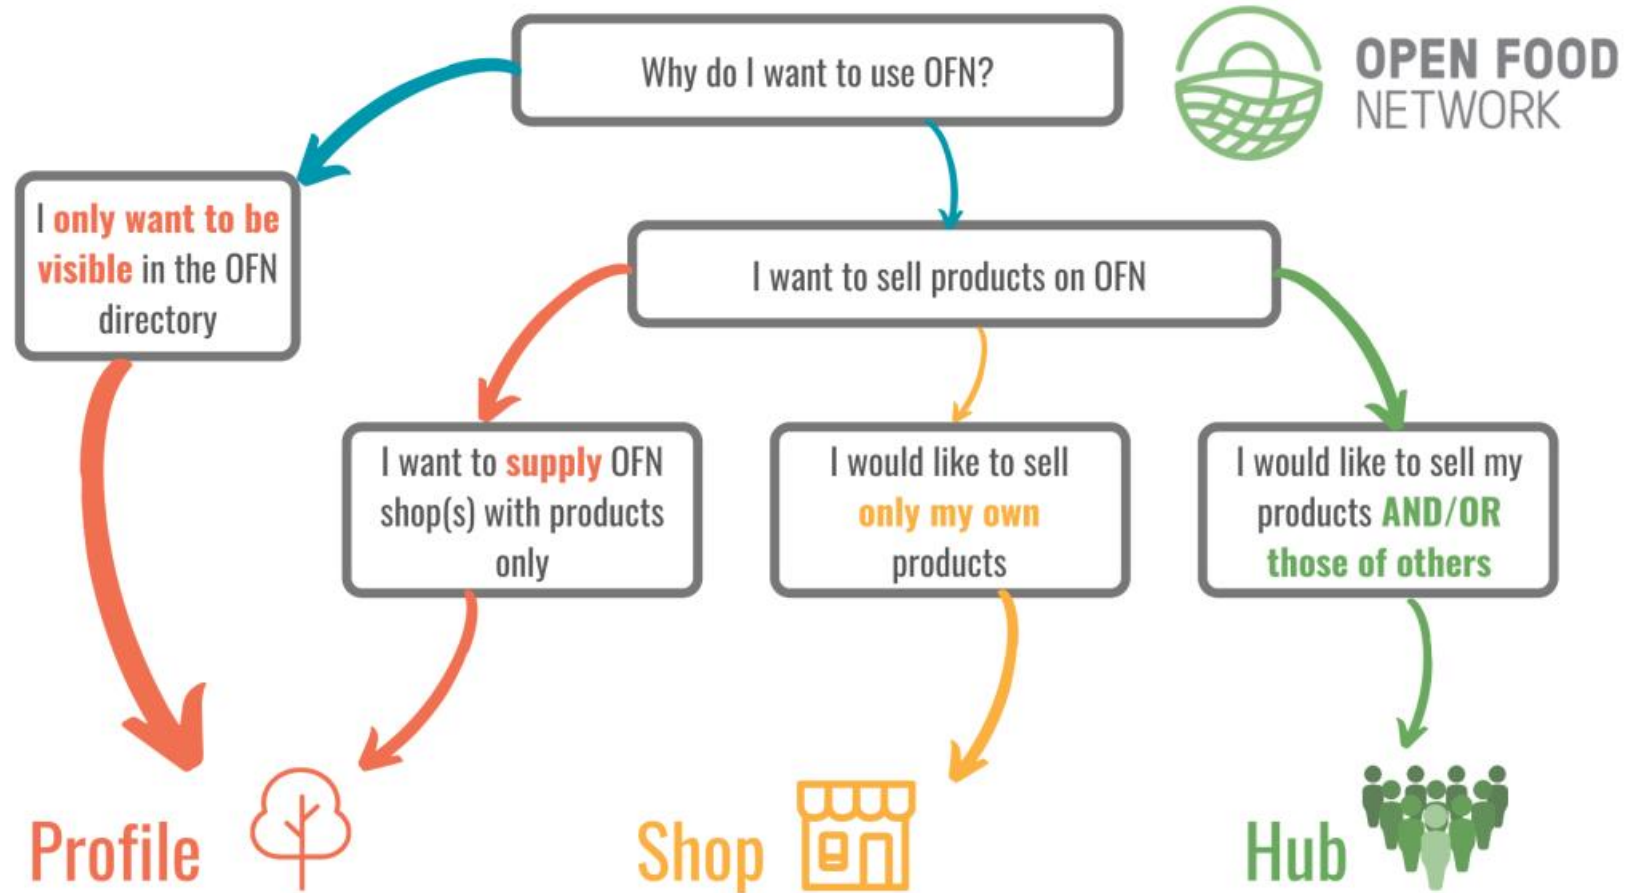 Why do I want to use OFN?
OPEN FOOD
NETWORK
I only want to be
visible in the OFN
directory
I want to sell products on OFN
I want to supply OFN
shop(s) with products
only
I would like to sell
only my own
products
I would like to sell my
products AND/OR
those of others
Profile
Shop
Hub